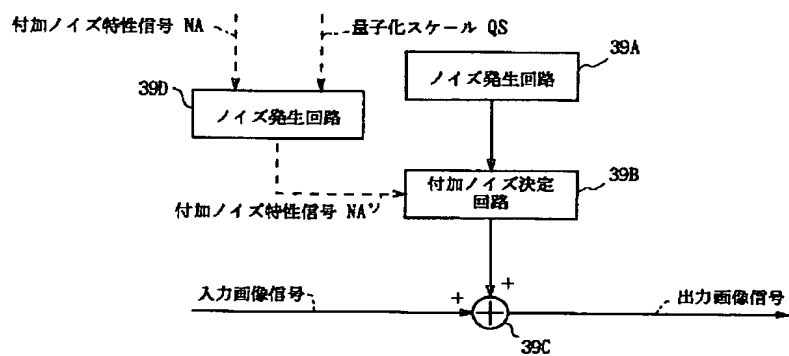 付加ノイズ特性信号 NA
量子化スケール QS
39A
ノイズ発生回路
39D
ノイズ発生回路
39B
付加ノイズ決定
回路
付加ノイズ特性信号 NA''
+
入力画像信号
+
出力画像信号
39C